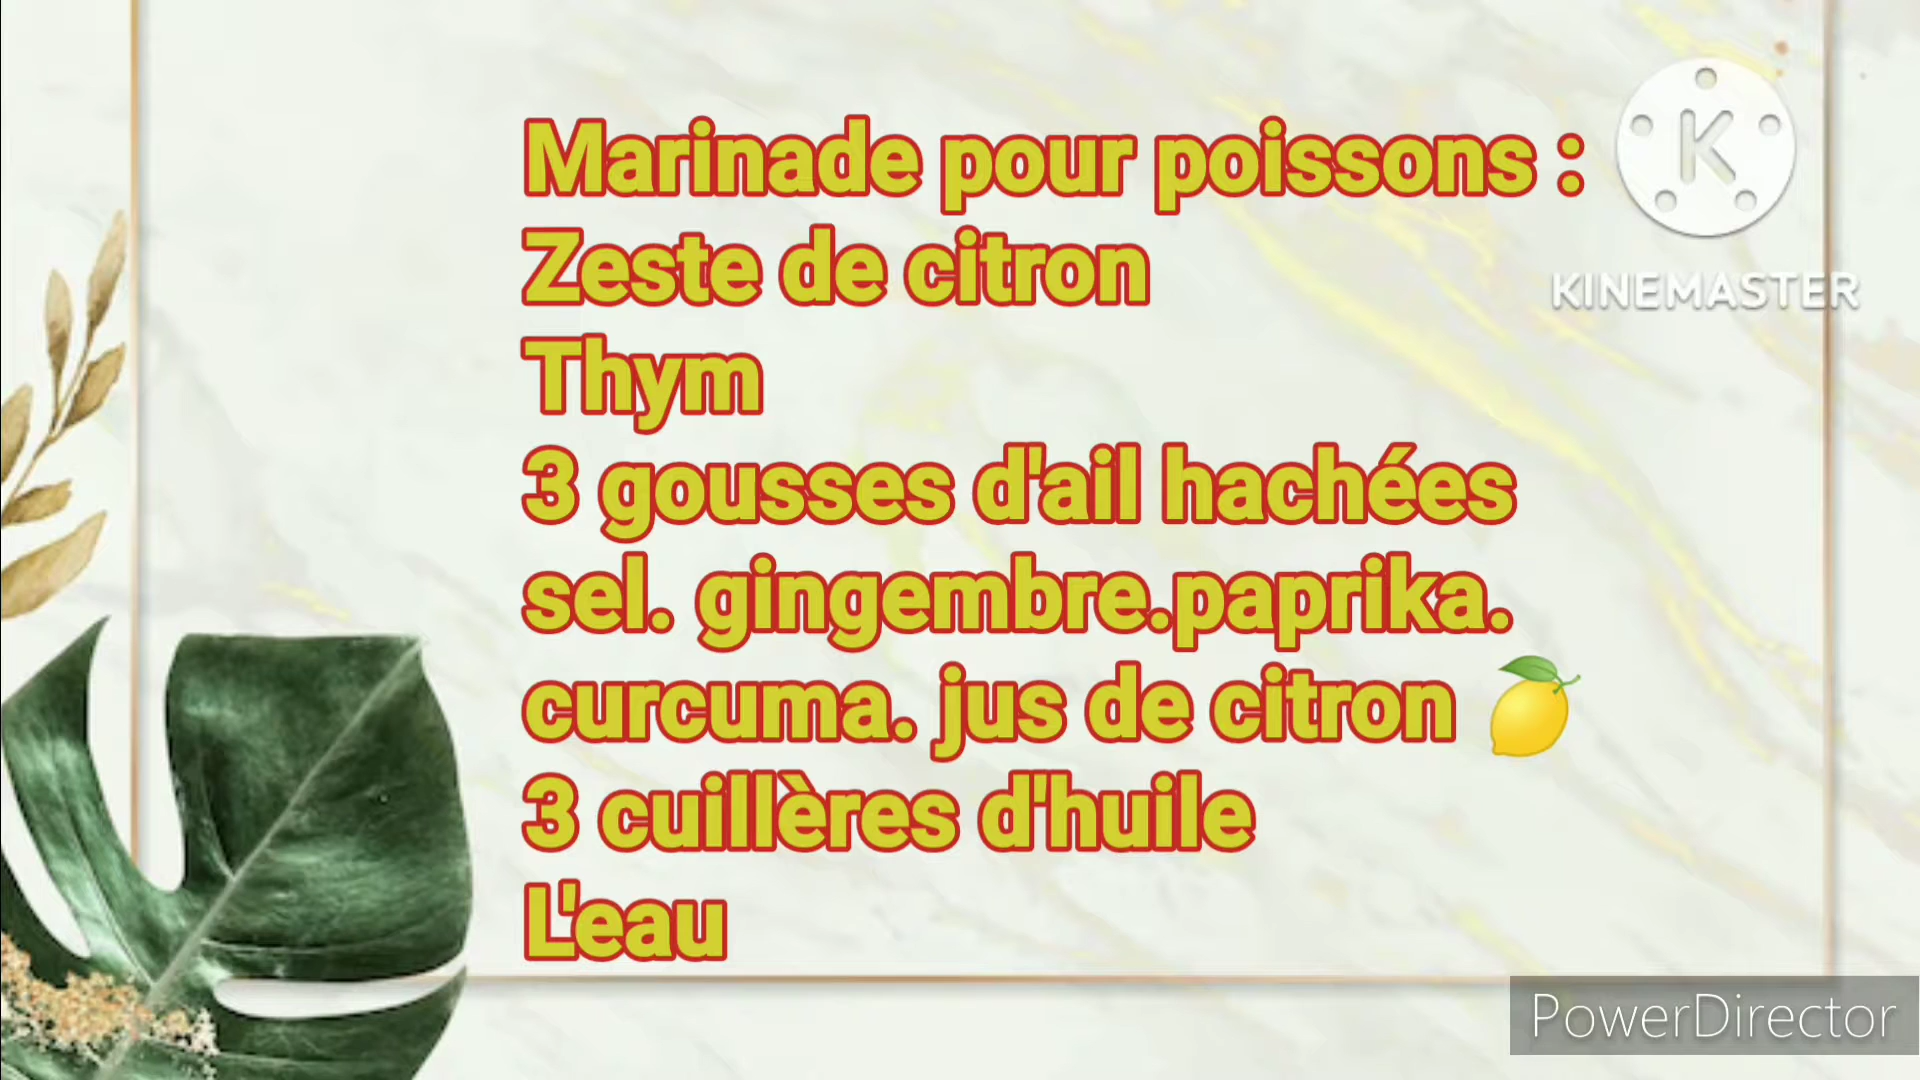 Marinade pour poissons :
Zeste de citron
Thym
3 gousses d'ail hachées
sel. gingembre.paprika.
curcuma. jus de citron 🍋
3 cuillères d'huile
L'eau
K
KINEMASTER
PowerDirector